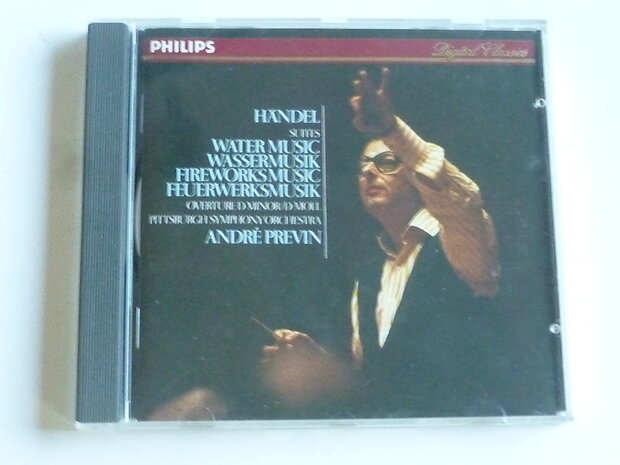 PHILIPS
Digital Classics
HÄNDEL
SUITES
WATER MUSIC
WASSERMUSIK
FIREWORKS MUSIC
FEUERWERKSMUSIK
OVERTURE D MINOR/D MOLL
PITTSBURGH SYMPHONY ORCHESTRA
ANDRÉ PREVIN